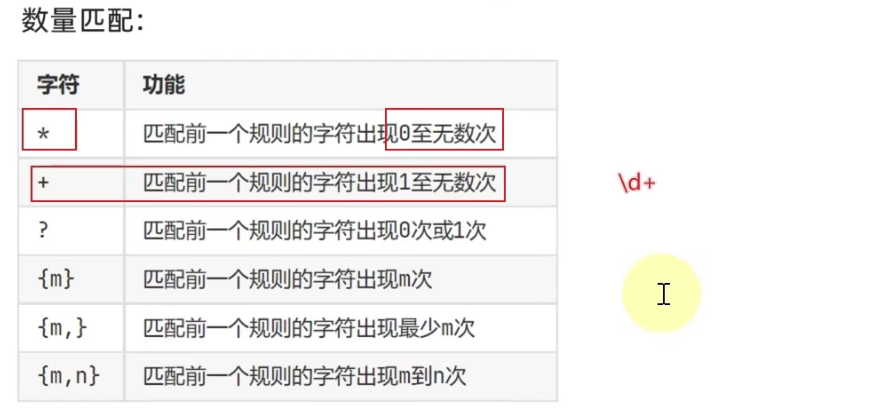 数量匹配：
字符 功能
* 匹配前一个规则的字符出现0至无数次
+ 匹配前一个规则的字符出现1至无数次
\d+
? 匹配前一个规则的字符出现0次或1次
{m} 匹配前一个规则的字符出现m次
{m,} 匹配前一个规则的字符出现最少m次
{m,n} 匹配前一个规则的字符出现m到n次